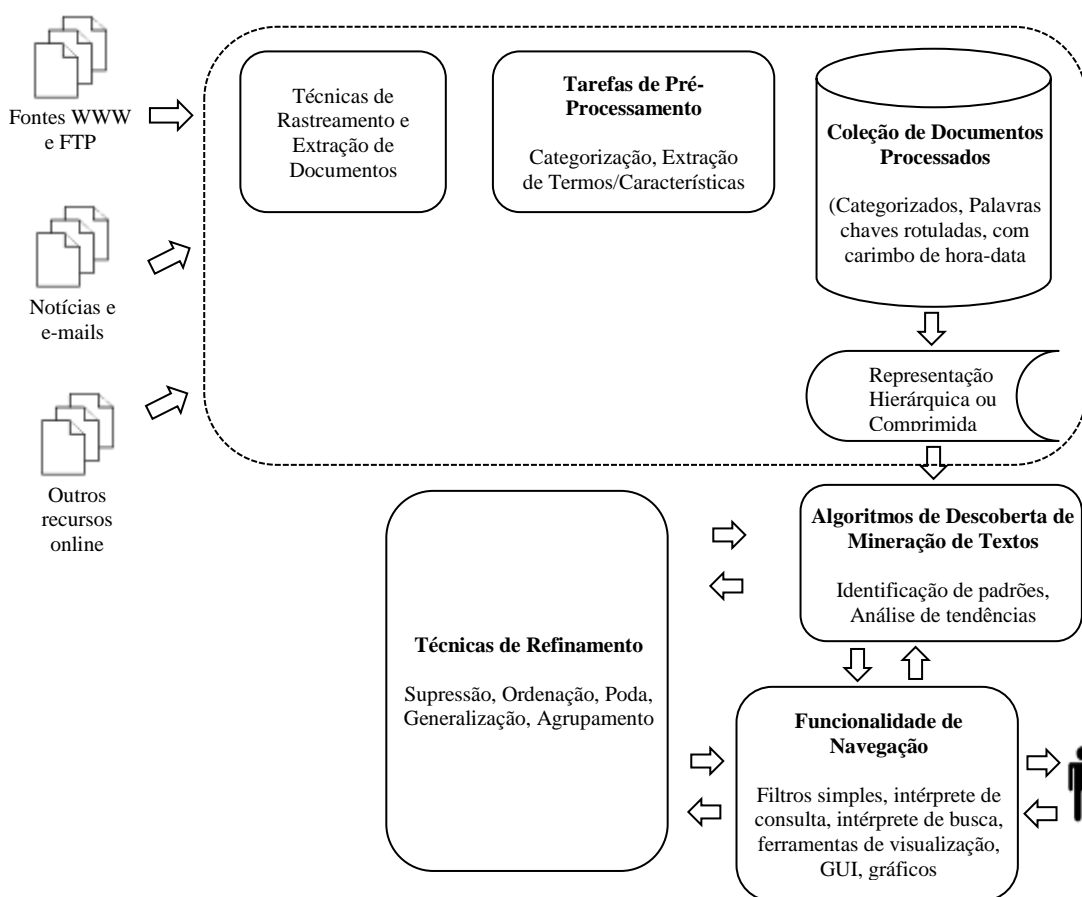 Fontes WWW
e FTP
Notícias e
e-mails
Outros
recursos
online
Técnicas de
Rastreamento e
Extração de
Documentos
Tarefas de Pré-
Processamento
Categorização, Extração
de Termos/Características
Coleção de Documentos
Processados
(Categorizados, Palavras
chaves rotuladas, com
carimbo de hora-data
Representação
Hierárquica ou
Comprimida
Algoritmos de Descoberta de
Mineração de Textos
Identificação de padrões,
Análise de tendências
Técnicas de Refinamento
Supressão, Ordenação, Poda,
Generalização, Agrupamento
Funcionalidade de
Navegação
Filtros simples, intérprete de
consulta, intérprete de busca,
ferramentas de visualização,
GUI, gráficos